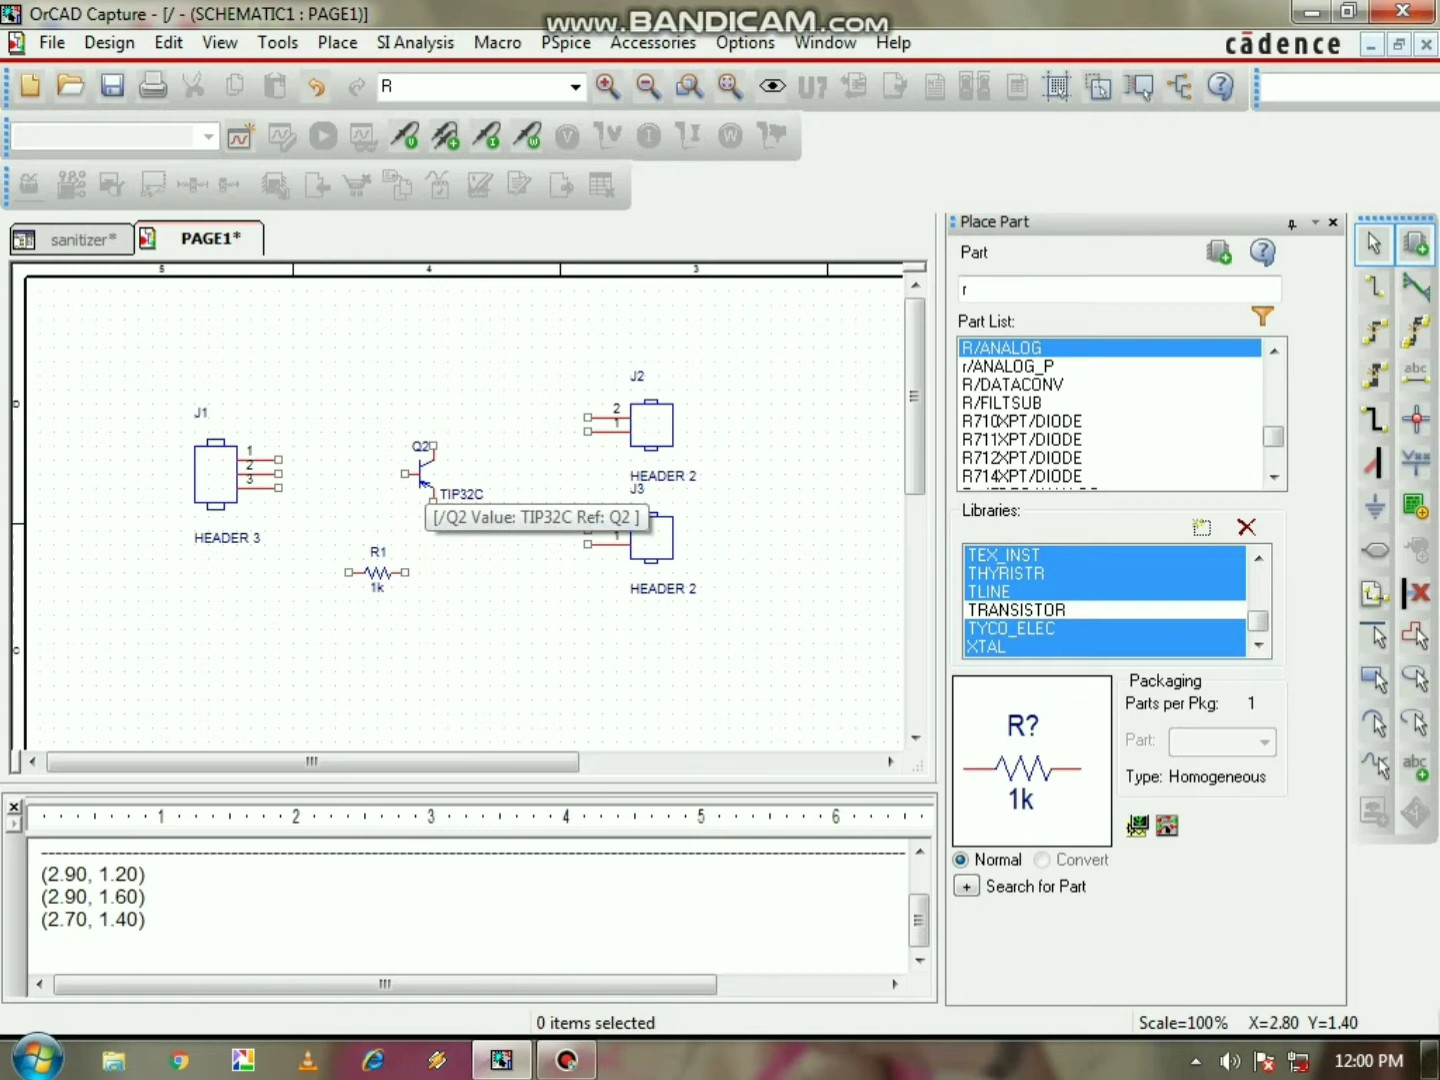 OrCAD Capture - [/ - (SCHEMATIC1 : PAGE1)]
www.BANDICAM.com
File Design Edit View Tools Place SI Analysis Macro PSpice Accessories Options Window Help
cādence
R
U?
V I W
sanitizer* PAGE1*
5 4 3
J1
1
2
3
HEADER 3
Q2
TIP32C
[/Q2 Value: TIP32C Ref: Q2 ]
R1
1k
J2
2
1
HEADER 2
J3
1
HEADER 2
Place Part
Part
r
Part List:
R/ANALOG
r/ANALOG_P
R/DATACONV
R/FILTSUB
R710XPT/DIODE
R711XPT/DIODE
R712XPT/DIODE
R714XPT/DIODE
Libraries:
TEX_INST
THYRISTR
TLINE
TRANSISTOR
TYCO_ELEC
XTAL
R?
1k
Packaging
Parts per Pkg: 1
Part:
Type: Homogeneous
Normal Convert
+ Search for Part
abc
abc
1 2 3 4 5 6
(2.90, 1.20)
(2.90, 1.60)
(2.70, 1.40)
0 items selected
Scale=100% X=2.80 Y=1.40
12:00 PM